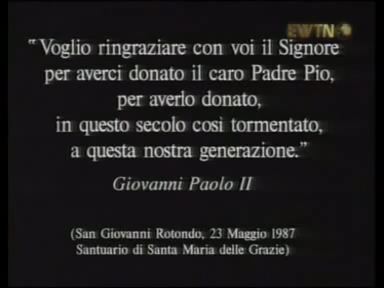 EWTN
"Voglio ringraziare con voi il Signore
per averci donato il caro Padre Pio,
per averlo donato,
in questo secolo cosi tormentato,
a questa nostra generazione."
Giovanni Paolo II
(San Giovanni Rotondo, 23 Maggio 1987
Santuario di Santa Maria delle Grazie)